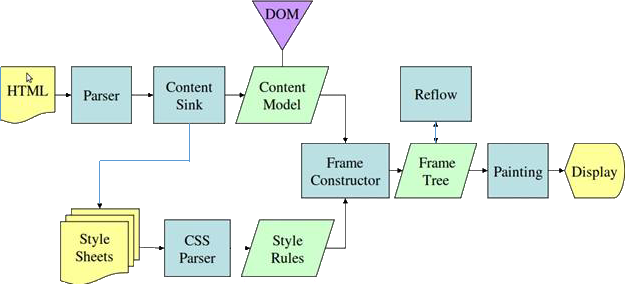 DOM
HTML
Parser
Content
Sink
Content
Model
Reflow
Frame
Constructor
Frame
Tree
Painting
Display
Style
Sheets
CSS
Parser
Style
Rules